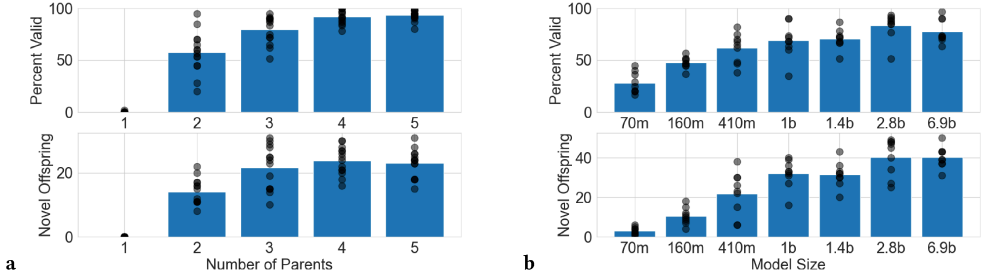 Percent Valid
100
50
0
1 2 3 4 5
Novel Offspring
20
0
1 2 3 4 5
a
Number of Parents
Percent Valid
100
50
0
70m 160m 410m 1b 1.4b 2.8b 6.9b
Novel Offspring
40
20
0
70m 160m 410m 1b 1.4b 2.8b 6.9b
b
Model Size